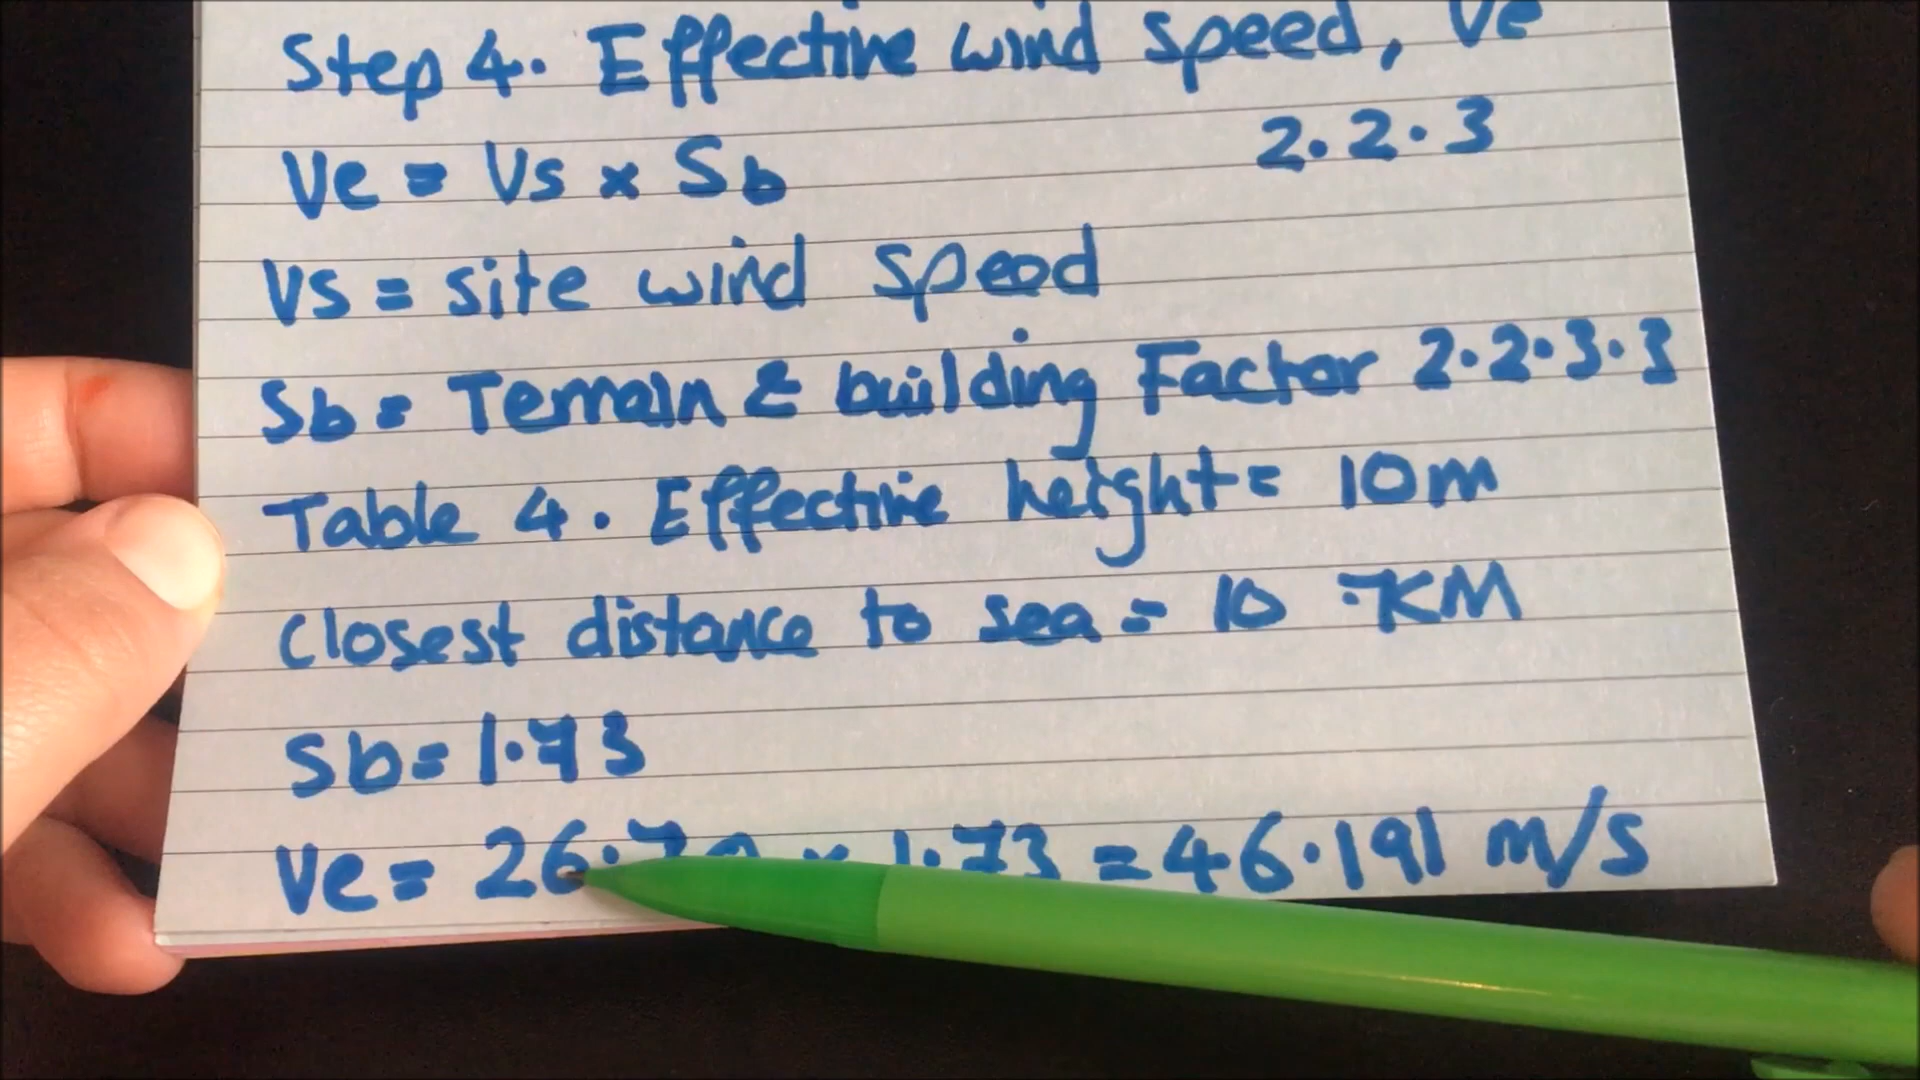 Step 4. Effective wind speed, Ve
2.2.3
Ve = Vs x Sb
Vs = site wind speed
Sb = Terrain & building Factor 2.2.3.3
Table 4. Effective height = 10m
Closest distance to sea = 10 KM
Sb = 1.73
Ve = x 1.73 = 46.191 m/s